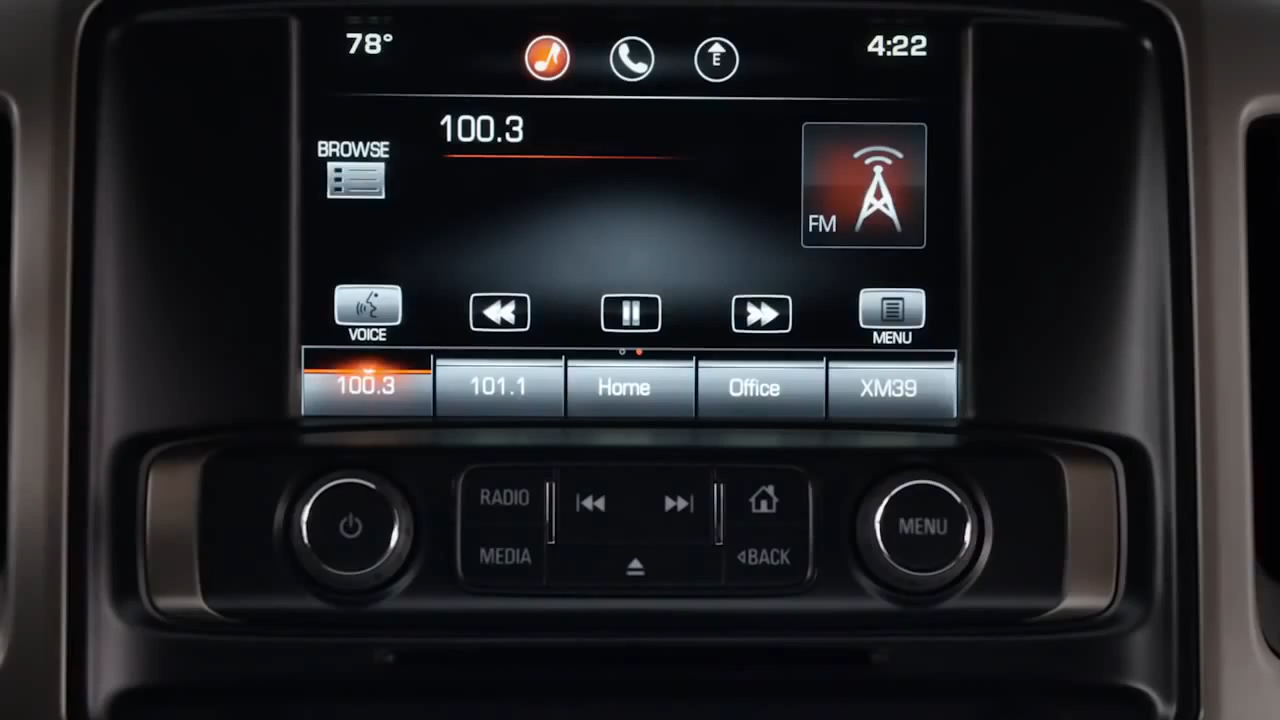 78°
E
4:22
100.3
BROWSE
FM
VOICE
MENU
100.3
101.1
Home
Office
XM39
RADIO
MEDIA
BACK
MENU